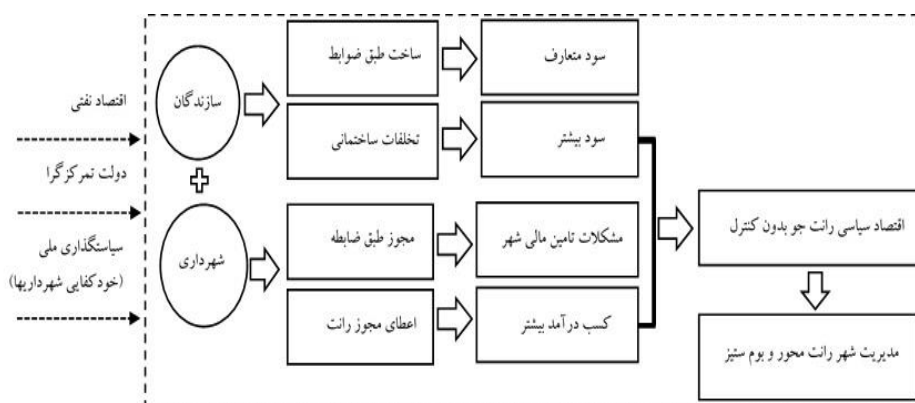 اقتصاد نفتی
دولت تمرکزگرا
سیاستگذاری ملی
(خودکفایی شهرداریها)
سازندگان
شهرداری
ساخت طبق ضوابط
سود متعارف
تخلفات ساختمانی
سود بیشتر
مجوز طبق ضابطه
مشکلات تامین مالی شهر
اعطای مجوز رانت
کسب درآمد بیشتر
اقتصاد سیاسی رانت جو بدون کنترل
مدیریت شهر رانت محور و بوم ستیز